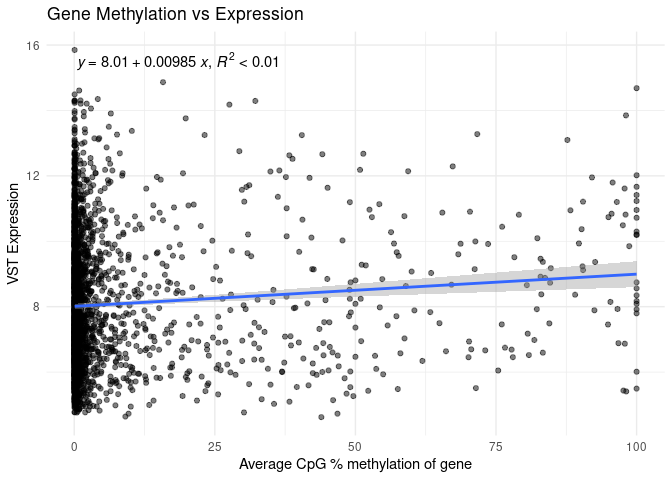 Gene Methylation vs Expression
16
y = 8.01 + 0.00985 x, R² < 0.01
12
8
VST Expression
0 25 50 75 100
Average CpG % methylation of gene